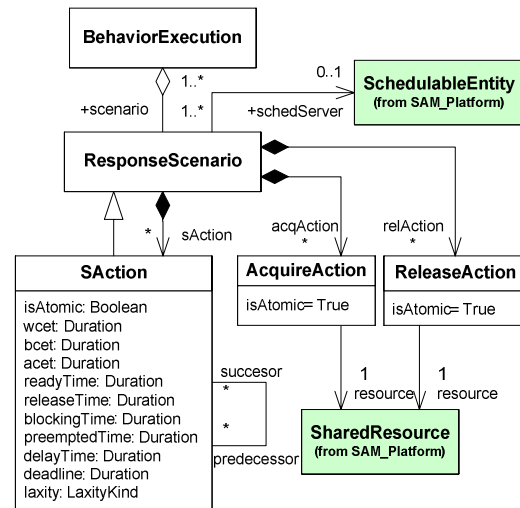 BehaviorExecution
1..*
0..1
SchedulableEntity
(from SAM_Platform)
+scenario
1..*
+schedServer
ResponseScenario
*
sAction
acqAction
*
relAction
*
SAction
isAtomic: Boolean
wcet: Duration
bcet: Duration
acet: Duration
readyTime: Duration
releaseTime: Duration
blockingTime: Duration
preemptedTime: Duration
delayTime: Duration
deadline: Duration
laxity: LaxityKind
AcquireAction
isAtomic= True
ReleaseAction
isAtomic= True
succesor
*
*
predecessor
1
resource
1
resource
SharedResource
(from SAM_Platform)